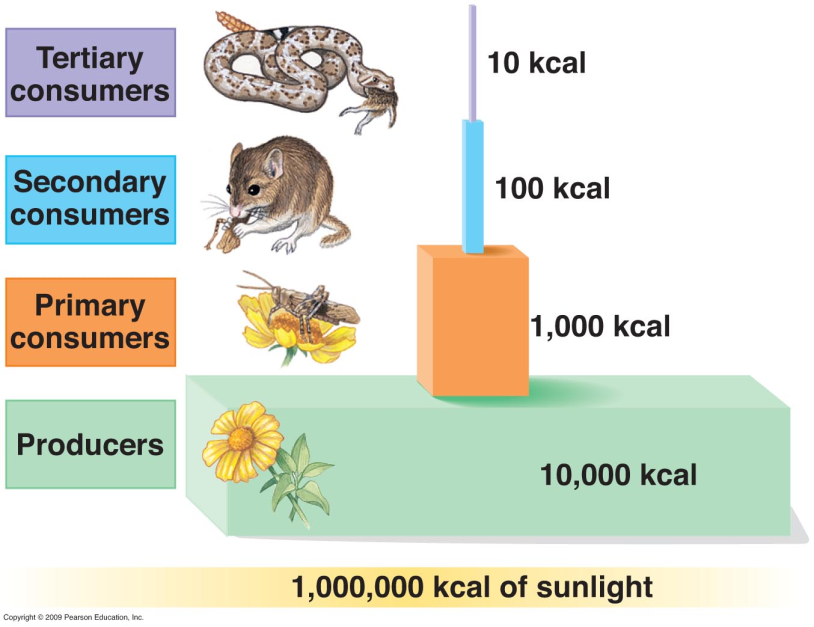 Tertiary
consumers
10 kcal
Secondary
consumers
100 kcal
Primary
consumers
1,000 kcal
Producers
10,000 kcal
1,000,000 kcal of sunlight
Copyright © 2009 Pearson Education, Inc.